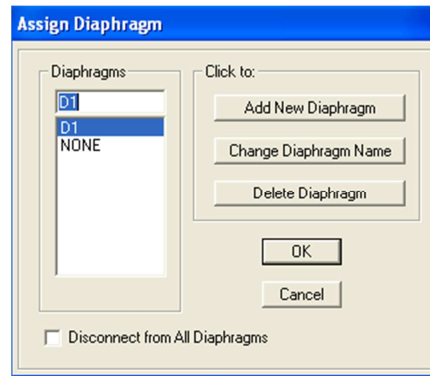 Assign Diaphragm
Diaphragms
D1
D1
NONE
Click to:
Add New Diaphragm
Change Diaphragm Name
Delete Diaphragm
OK
Cancel
Disconnect from All Diaphragms